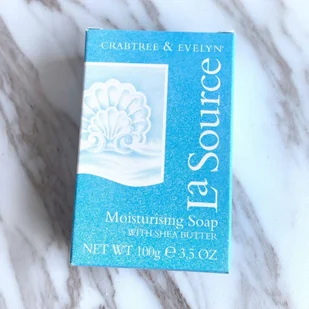 CRABTREE & EVELYN®
La Source
Moisturising Soap
WITH SHEA BUTTER
NET WT 100g ℮ 3.5 OZ